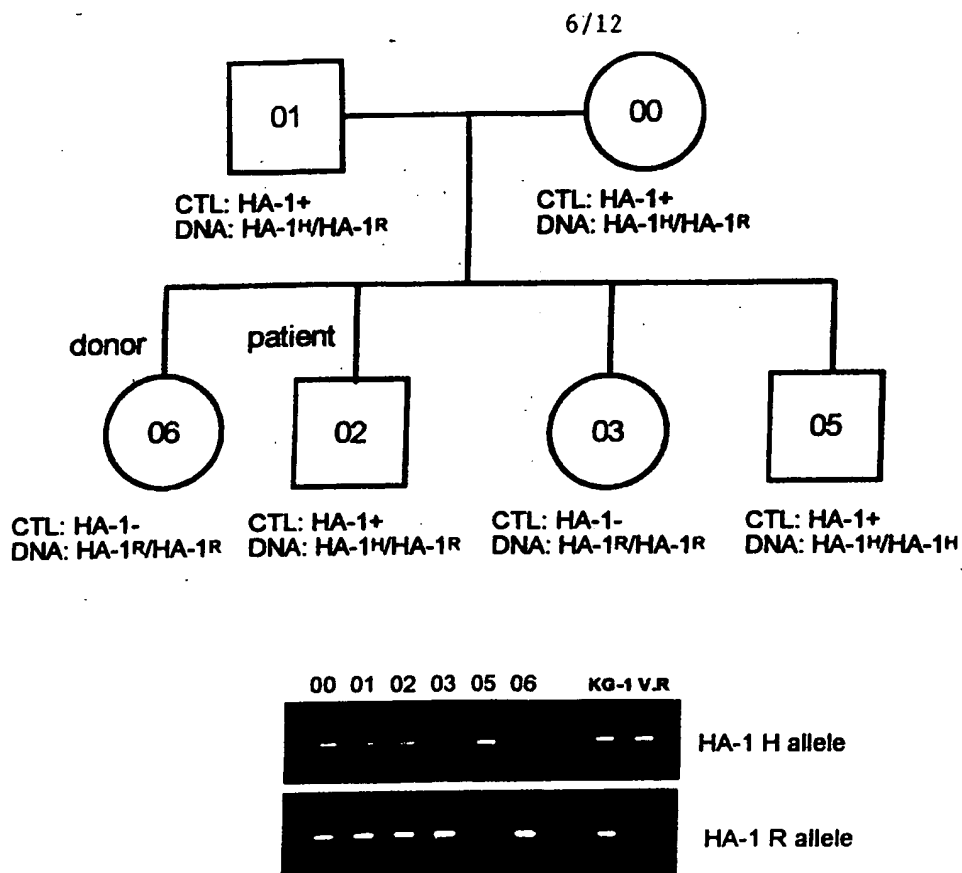 6/12
01
00
CTL: HA-1+
DNA: HA-1H/HA-1R
CTL: HA-1+
DNA: HA-1H/HA-1R
donor
patient
06
02
03
05
CTL: HA-1-
DNA: HA-1R/HA-1R
CTL: HA-1+
DNA: HA-1H/HA-1R
CTL: HA-1-
DNA: HA-1R/HA-1R
CTL: HA-1+
DNA: HA-1H/HA-1H
00 01 02 03 05 06 KG-1 V.R
HA-1 H allele
HA-1 R allele